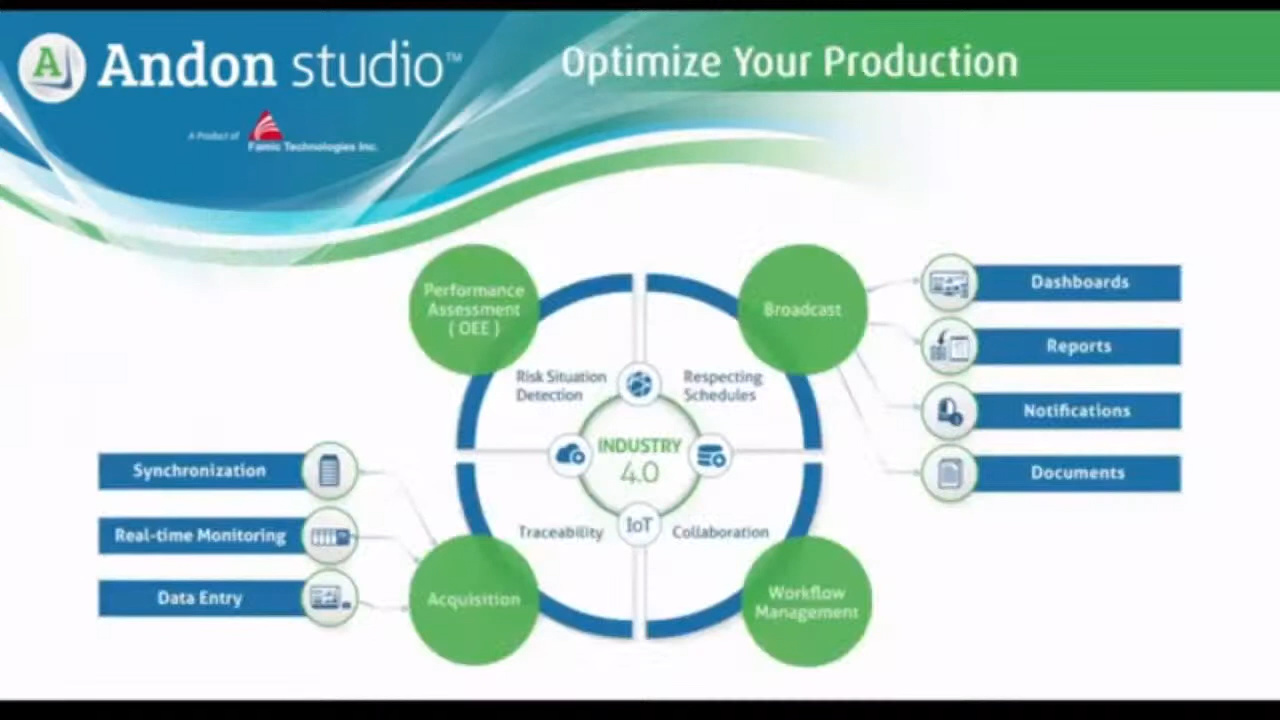 A
Andon studio™
Optimize Your Production
A Product of
Famic Technologies Inc.
Performance
Assessment
( OEE )
Broadcast
Dashboards
Reports
Notifications
Documents
Risk Situation
Detection
Respecting
Schedules
INDUSTRY
4.0
IoT
Traceability
Collaboration
Synchronization
Real-time Monitoring
Data Entry
Acquisition
Workflow
Management